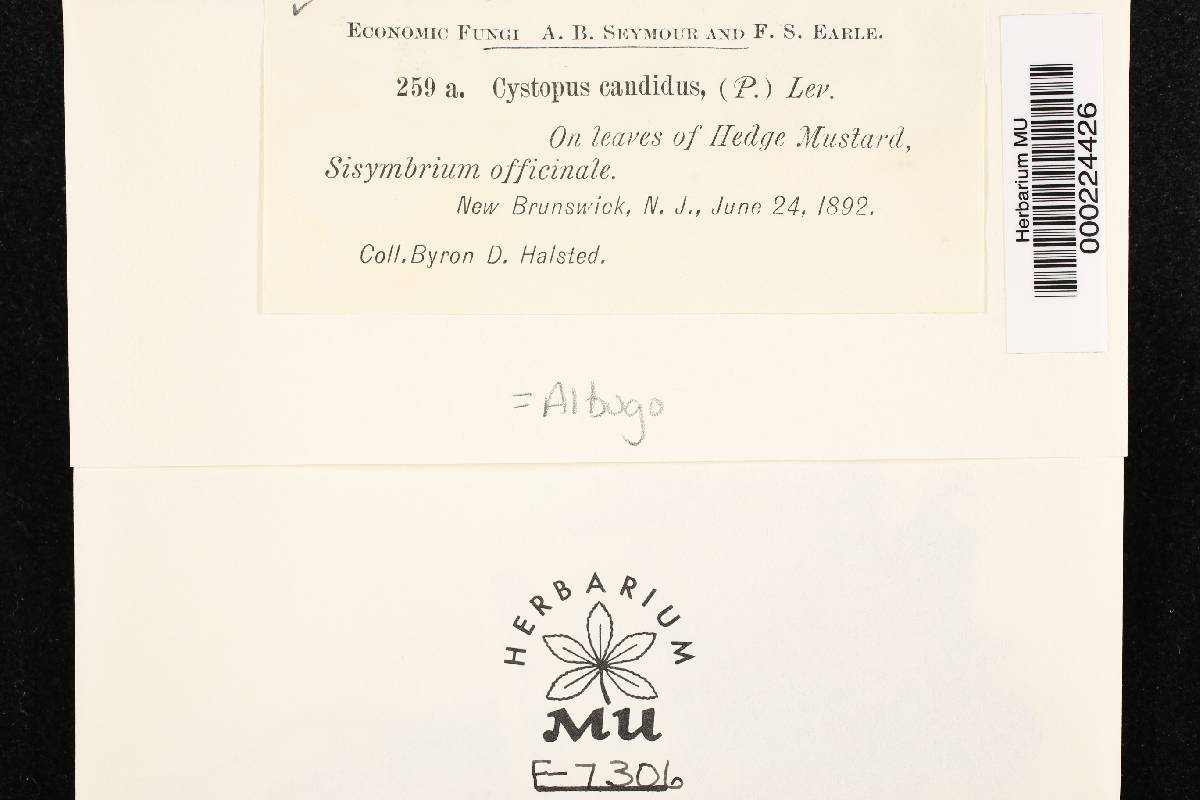 Economic Fungi A. B. Seymour and F. S. Earle.
259 a. Cystopus candidus, (P.) Lev.
On leaves of Hedge Mustard,
Sisymbrium officinale.
New Brunswick, N. J., June 24, 1892.
Coll. Byron D. Halsted.
Herbarium MU
000224426
=Albugo
HERBARIUM
MU
F-7306